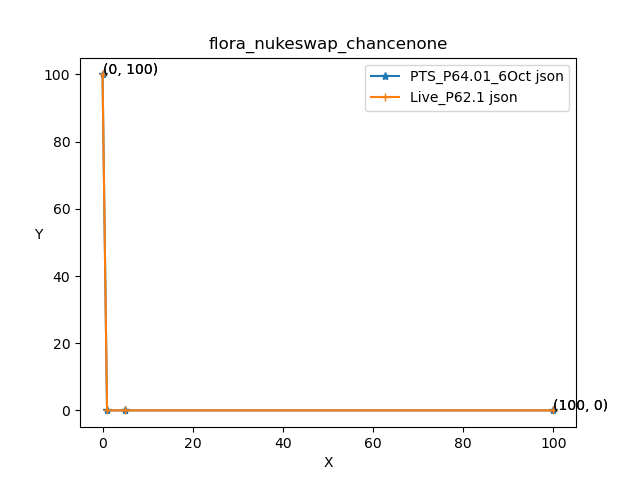 flora_nukeswap_chancenone
(0, 100)
PTS_P64.01_6Oct json
Live_P62.1 json
100
80
60
40
20
0
Y
(100, 0)
0 20 40 60 80 100
X